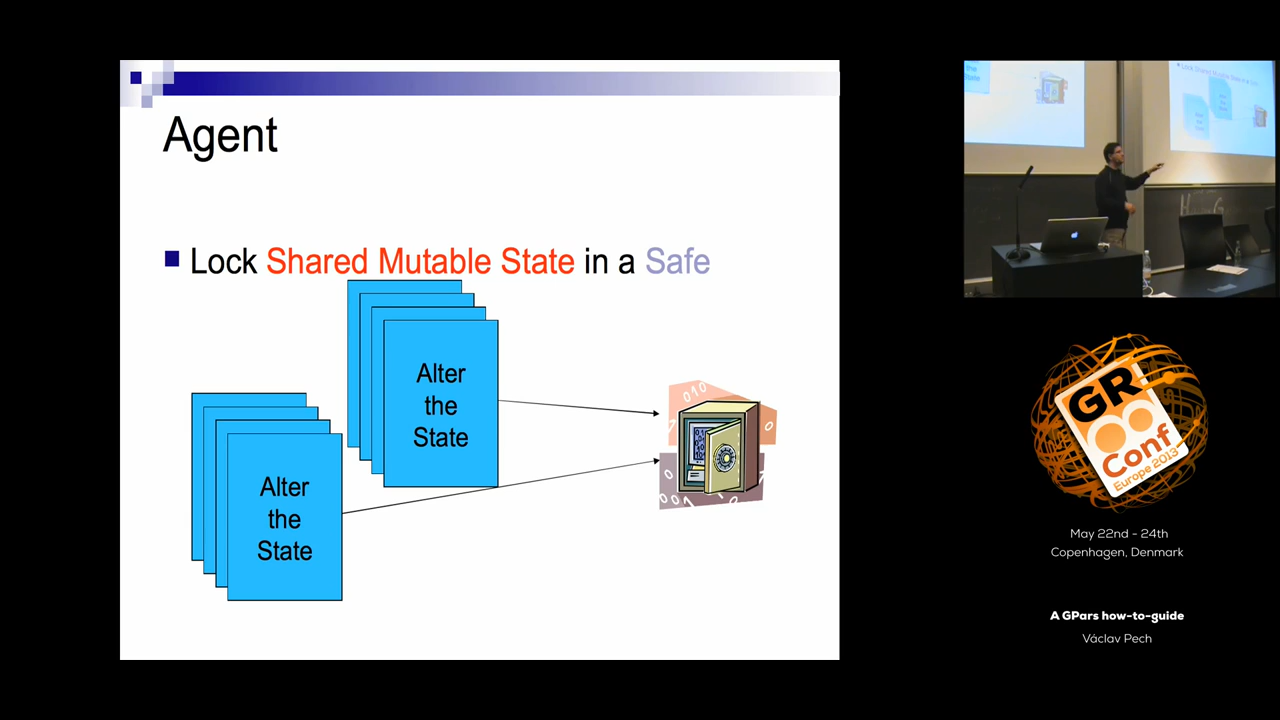 Agent
Lock Shared Mutable State in a Safe
Alter
the
State
Alter
the
State
GR
Conf
Europe 2013
May 22nd - 24th
Copenhagen, Denmark
A GPars how-to-guide
Václav Pech